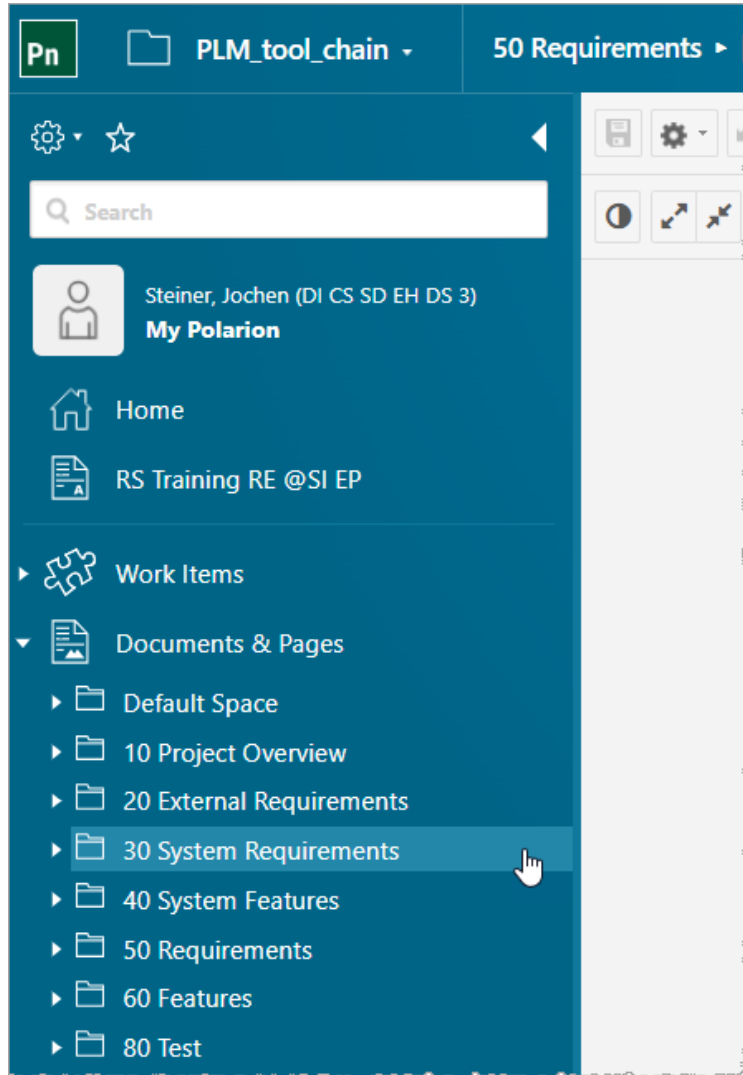 Pn PLM_tool_chain 50 Requirements
Search
Steiner, Jochen (DI CS SD EH DS 3)
My Polarion
Home
RS Training RE @SI EP
Work Items
Documents & Pages
Default Space
10 Project Overview
20 External Requirements
30 System Requirements
40 System Features
50 Requirements
60 Features
80 Test